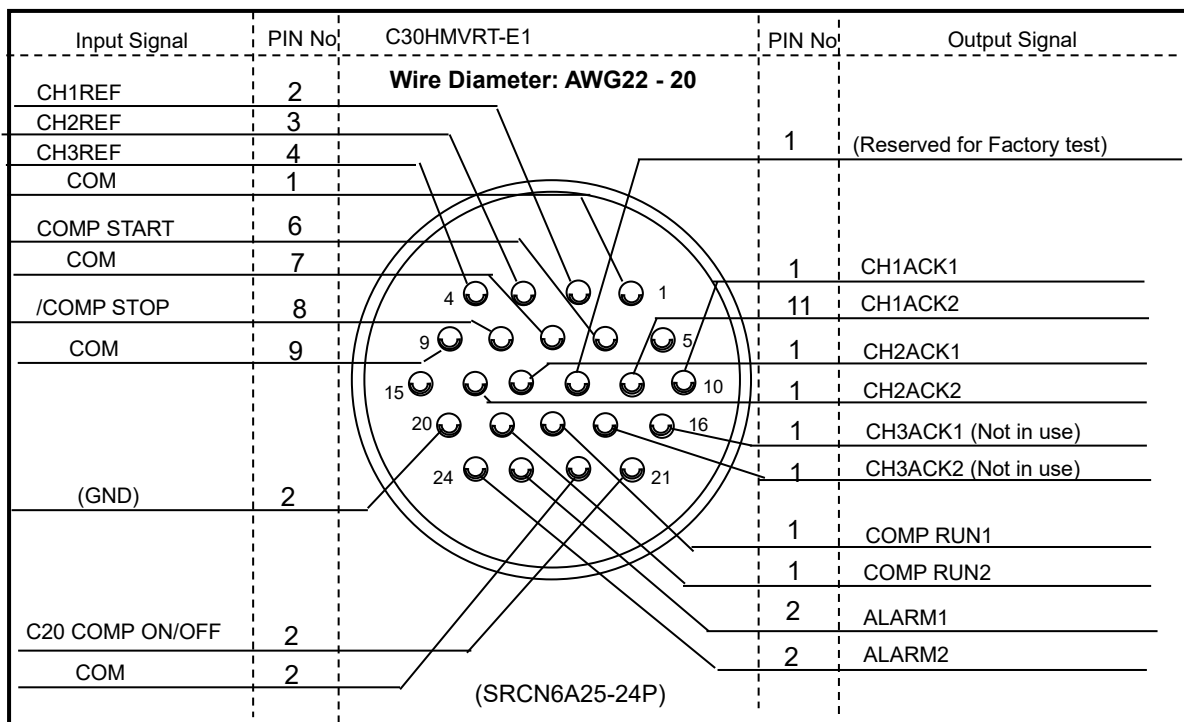 Input Signal PIN No C30HMVRT-E1 PIN No Output Signal
Wire Diameter: AWG22 - 20
CH1REF 2
CH2REF 3
CH3REF 4
COM 1
COMP START 6
COM 7
/COMP STOP 8
COM 9
(GND) 2
C20 COMP ON/OFF 2
COM 2
4 1
9 5
15 10
20 16
24 21
(SRCN6A25-24P)
1 (Reserved for Factory test)
1 CH1ACK1
11 CH1ACK2
1 CH2ACK1
1 CH2ACK2
1 CH3ACK1 (Not in use)
1 CH3ACK2 (Not in use)
1 COMP RUN1
1 COMP RUN2
2 ALARM1
2 ALARM2